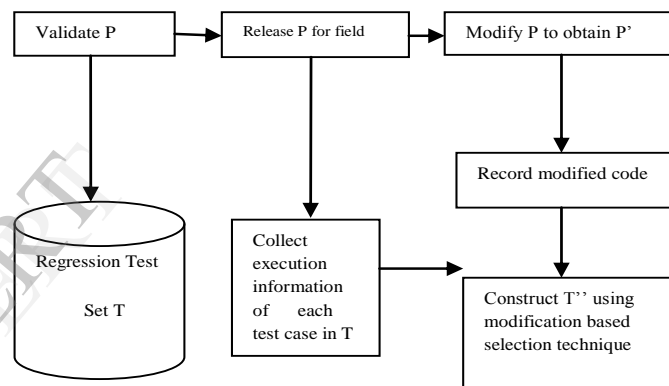 Validate P
Release P for field
Modify P to obtain P’
Record modified code
Regression Test
Set T
Collect
execution
information
of each
test case in T
Construct T’’ using
modification based
selection technique